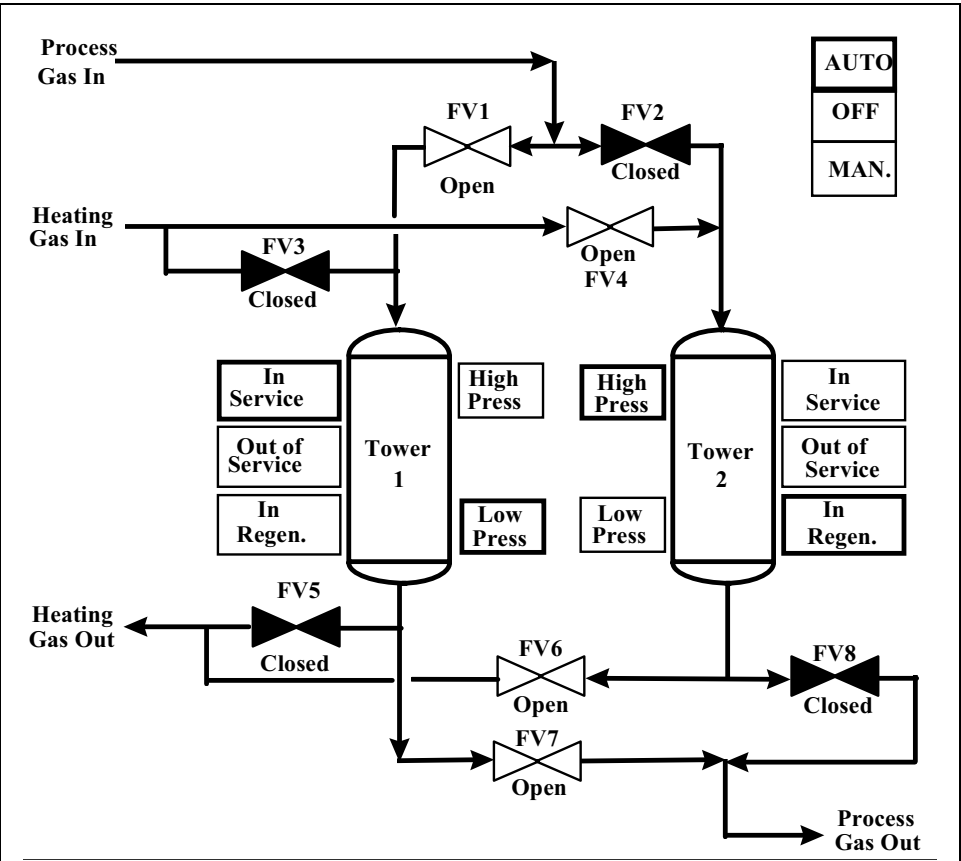 Process
Gas In
AUTO
OFF
MAN.
FV1
FV2
Open
Closed
Heating
Gas In
FV3
Closed
Open
FV4
In
Service
Out of
Service
In
Regen.
High
Press
Low
Press
Tower
1
High
Press
Low
Press
Tower
2
In
Service
Out of
Service
In
Regen.
Heating
Gas Out
FV5
Closed
FV6
Open
FV8
Closed
FV7
Open
Process
Gas Out